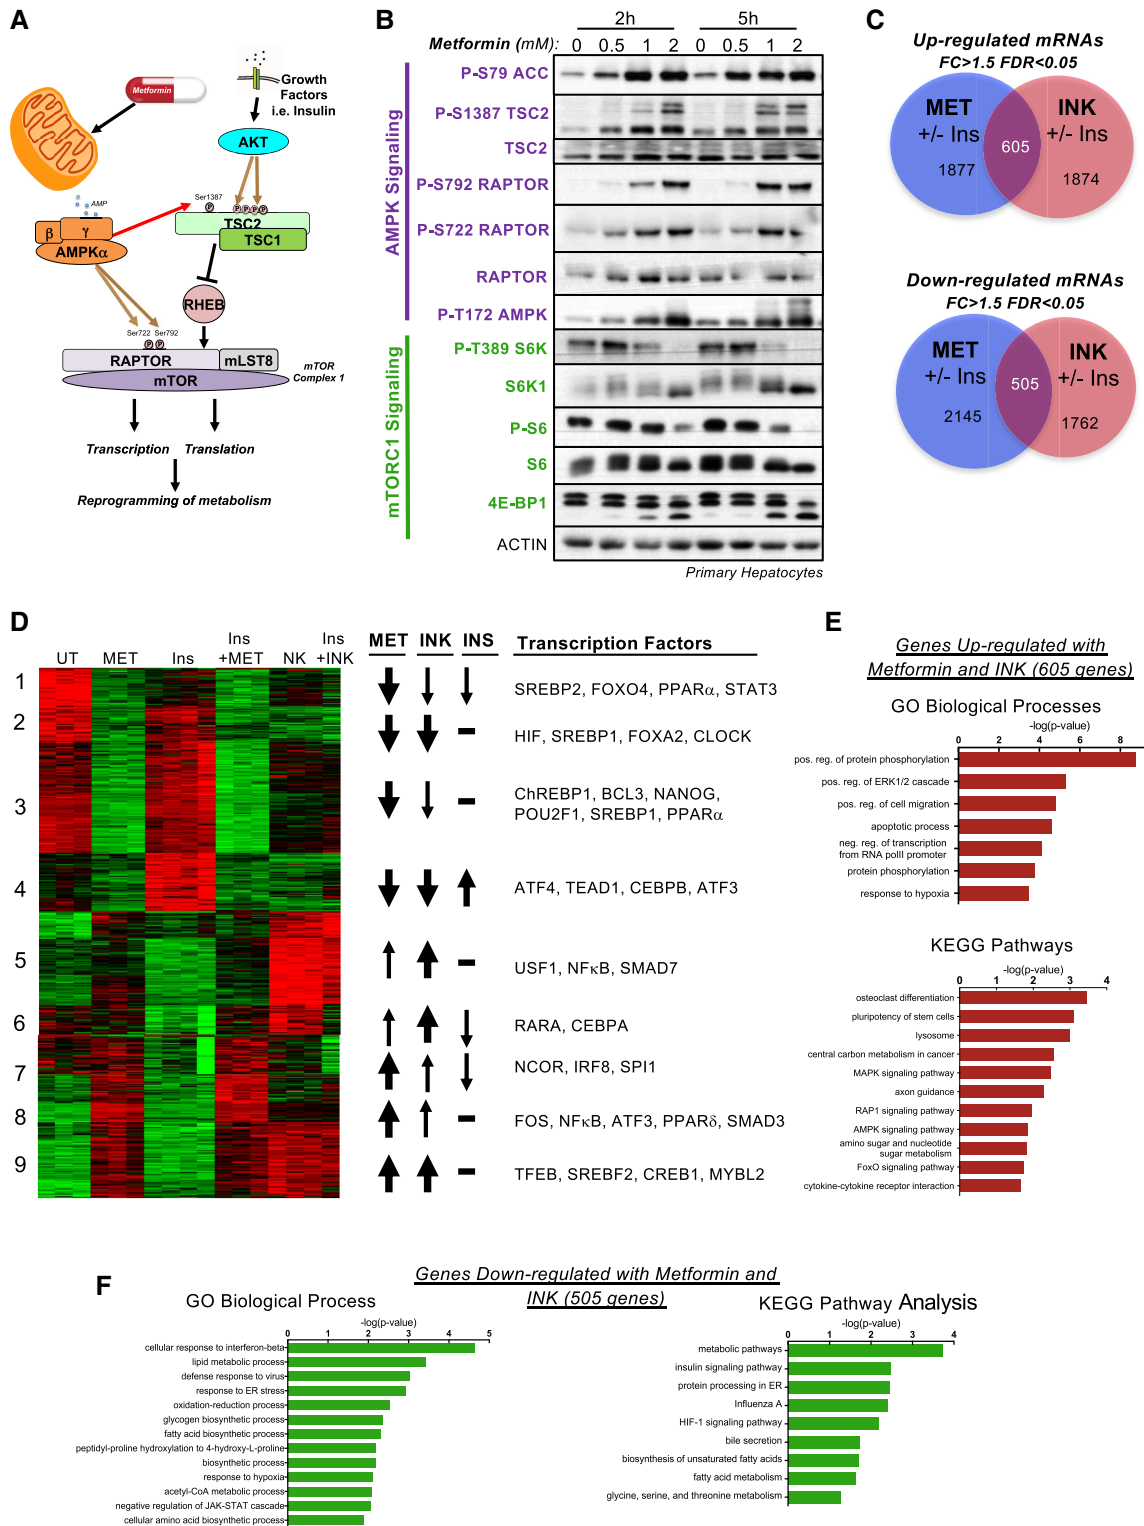 A
Metformin
Growth
Factors
i.e. Insulin
AKT
AMP
Ser1387
P
P P P P
β
γ
AMPKα
TSC2
TSC1
RHEB
Ser722 Ser792
P P
RAPTOR
mLST8
mTOR
mTOR
Complex 1
Transcription Translation
Reprogramming of metabolism
B
2h 5h
Metformin (mM): 0 0.5 1 2 0 0.5 1 2
AMPK Signaling
P-S79 ACC
P-S1387 TSC2
TSC2
P-S792 RAPTOR
P-S722 RAPTOR
RAPTOR
P-T172 AMPK
mTORC1 Signaling
P-T389 S6K
S6K1
P-S6
S6
4E-BP1
ACTIN
Primary Hepatocytes
C
Up-regulated mRNAs
FC>1.5 FDR<0.05
MET
+/- Ins
1877
605
INK
+/- Ins
1874
Down-regulated mRNAs
FC>1.5 FDR<0.05
MET
+/- Ins
2145
505
INK
+/- Ins
1762
D
UT MET Ins Ins +MET NK Ins +INK
MET INK INS Transcription Factors
1
SREBP2, FOXO4, PPARα, STAT3
2
HIF, SREBP1, FOXA2, CLOCK
3
ChREBP1, BCL3, NANOG,
POU2F1, SREBP1, PPARα
4
ATF4, TEAD1, CEBPB, ATF3
5
USF1, NFκB, SMAD7
6
RARA, CEBPA
7
NCOR, IRF8, SPI1
8
FOS, NFκB, ATF3, PPARδ, SMAD3
9
TFEB, SREBF2, CREB1, MYBL2
E
Genes Up-regulated with
Metformin and INK (605 genes)
GO Biological Processes
-log(p-value)
0 2 4 6 8
pos. reg. of protein phosphorylation
pos. reg. of ERK1/2 cascade
pos. reg. of cell migration
apoptotic process
neg. reg. of transcription
from RNA polII promoter
protein phosphorylation
response to hypoxia
KEGG Pathways
-log(p-value)
0 1 2 3 4
osteoclast differentiation
pluripotency of stem cells
lysosome
central carbon metabolism in cancer
MAPK signaling pathway
axon guidance
RAP1 signaling pathway
AMPK signaling pathway
amino sugar and nucleotide
sugar metabolism
FoxO signaling pathway
cytokine-cytokine receptor interaction
F
Genes Down-regulated with Metformin and
INK (505 genes)
GO Biological Process
-log(p-value)
0 1 2 3 4 5
cellular response to interferon-beta
lipid metabolic process
defense response to virus
response to ER stress
oxidation-reduction process
glycogen biosynthetic process
fatty acid biosynthetic process
peptidyl-proline hydroxylation to 4-hydroxy-L-proline
biosynthetic process
response to hypoxia
acetyl-CoA metabolic process
negative regulation of JAK-STAT cascade
cellular amino acid biosynthetic process
KEGG Pathway Analysis
-log(p-value)
0 1 2 3 4
metabolic pathways
insulin signaling pathway
protein processing in ER
Influenza A
HIF-1 signaling pathway
bile secretion
biosynthesis of unsaturated fatty acids
fatty acid metabolism
glycine, serine, and threonine metabolism